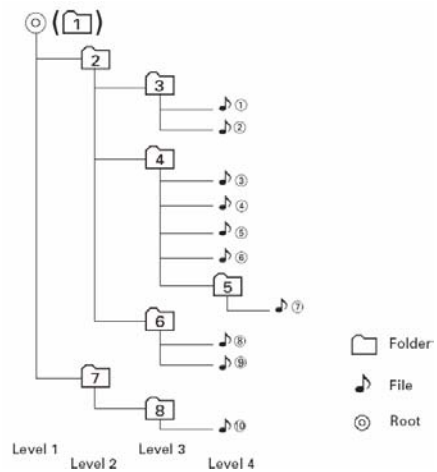 (1)
2
3
①
②
4
③
④
⑤
⑥
5
⑦
6
⑧
⑨
7
8
⑩
Folder
File
Root
Level 1
Level 2
Level 3
Level 4